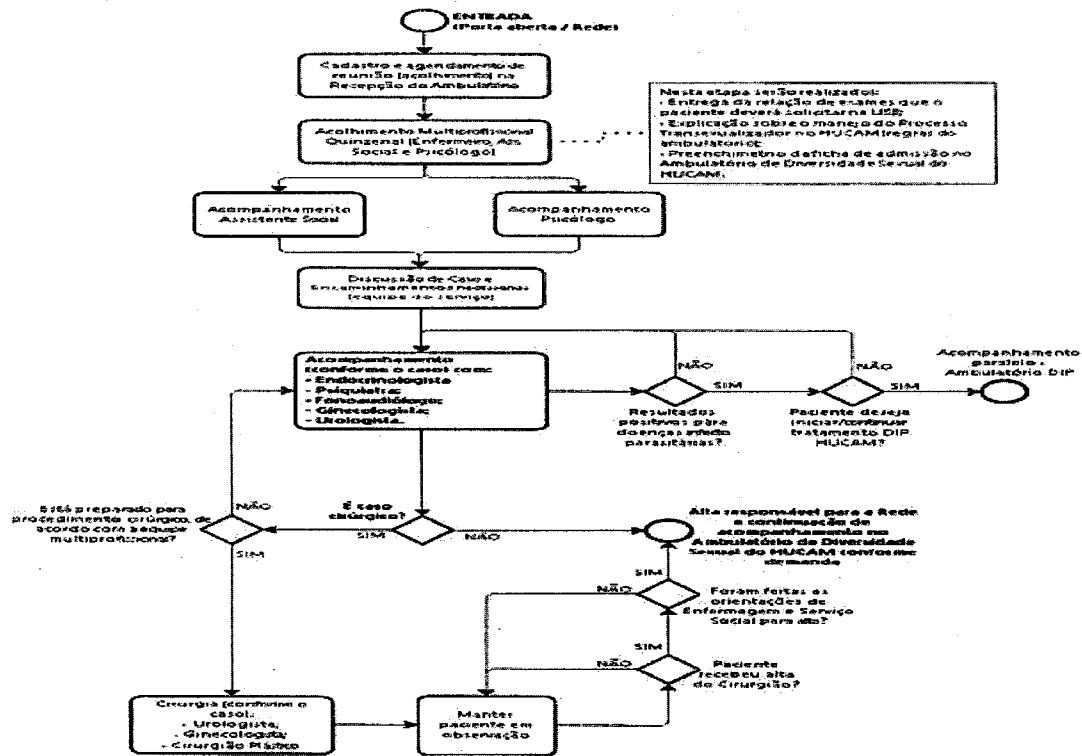 ENTRADA
(Porta aberta / Rede)
Cadastro e agendamento de
reunião (acolhimento) na
Recepção do Ambulatório
Acolhimento Multiprofissional
Quinzenal (Enfermeiro, Ass
Social e Psicólogo)
Nesta etapa serão realizados:
- Entrega da relação de exames que o
paciente deverá solicitar na USB;
- Explicação sobre o manejo do Processo
Transexualizador no HUCAM (regras do
ambulatório);
- Preenchimento da ficha de admissão no
Ambulatório de Diversidade Sexual do
HUCAM;
Acompanhamento
Assistente Social
Acompanhamento
Psicólogo
Discussão de Caso e
Encaminhamentos necessários
(equipe do serviço)
Acompanhamento
(conforme o caso) com:
- Endocrinologista
- Psiquiatra;
- Fonoaudiólogo;
- Ginecologista;
- Urologista.
NÃO
SIM
Resultados
positivos para
doenças infecto
parasitárias?
NÃO
SIM
Paciente deseja
iniciar/continuar
tratamento DIP
HUCAM?
Acompanhamento
paralelo -
Ambulatório DIP
Está preparado para
procedimento cirúrgico, de
acordo com a equipe
multiprofissional?
NÃO
SIM
É caso
cirúrgico?
SIM
NÃO
Alta responsável para a Rede
e continuação de
acompanhamento no
Ambulatório de Diversidade
Sexual do HUCAM conforme
demanda
SIM
NÃO
Foram feitas as
orientações de
Enfermagem e Serviço
Social para alta?
SIM
NÃO
Paciente
recebeu alta
do Cirurgião?
Cirurgia (conforme o
caso):
- Urologista;
- Ginecologista;
- Cirurgião Plástico
Manter
paciente em
observação